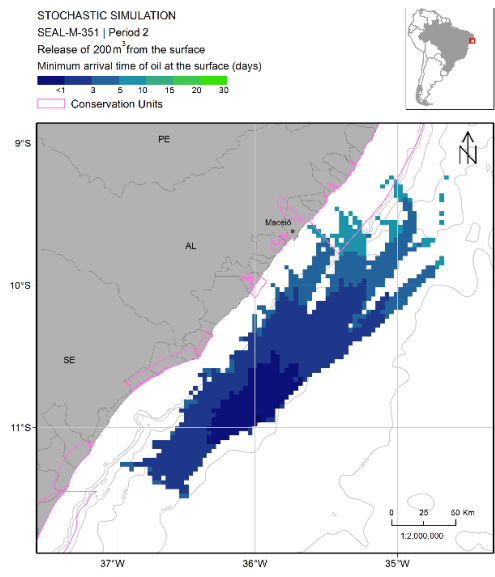 STOCHASTIC SIMULATION
SEAL-M-351 | Period 2
Release of 200m³ from the surface
Minimum arrival time of oil at the surface (days)
<1 3 5 10 15 20 30
Conservation Units
9°S
PE
N
Maceió
AL
10°S
SE
11°S
0 25 50 Km
1:2,000.000
37°W 36°W 35°W